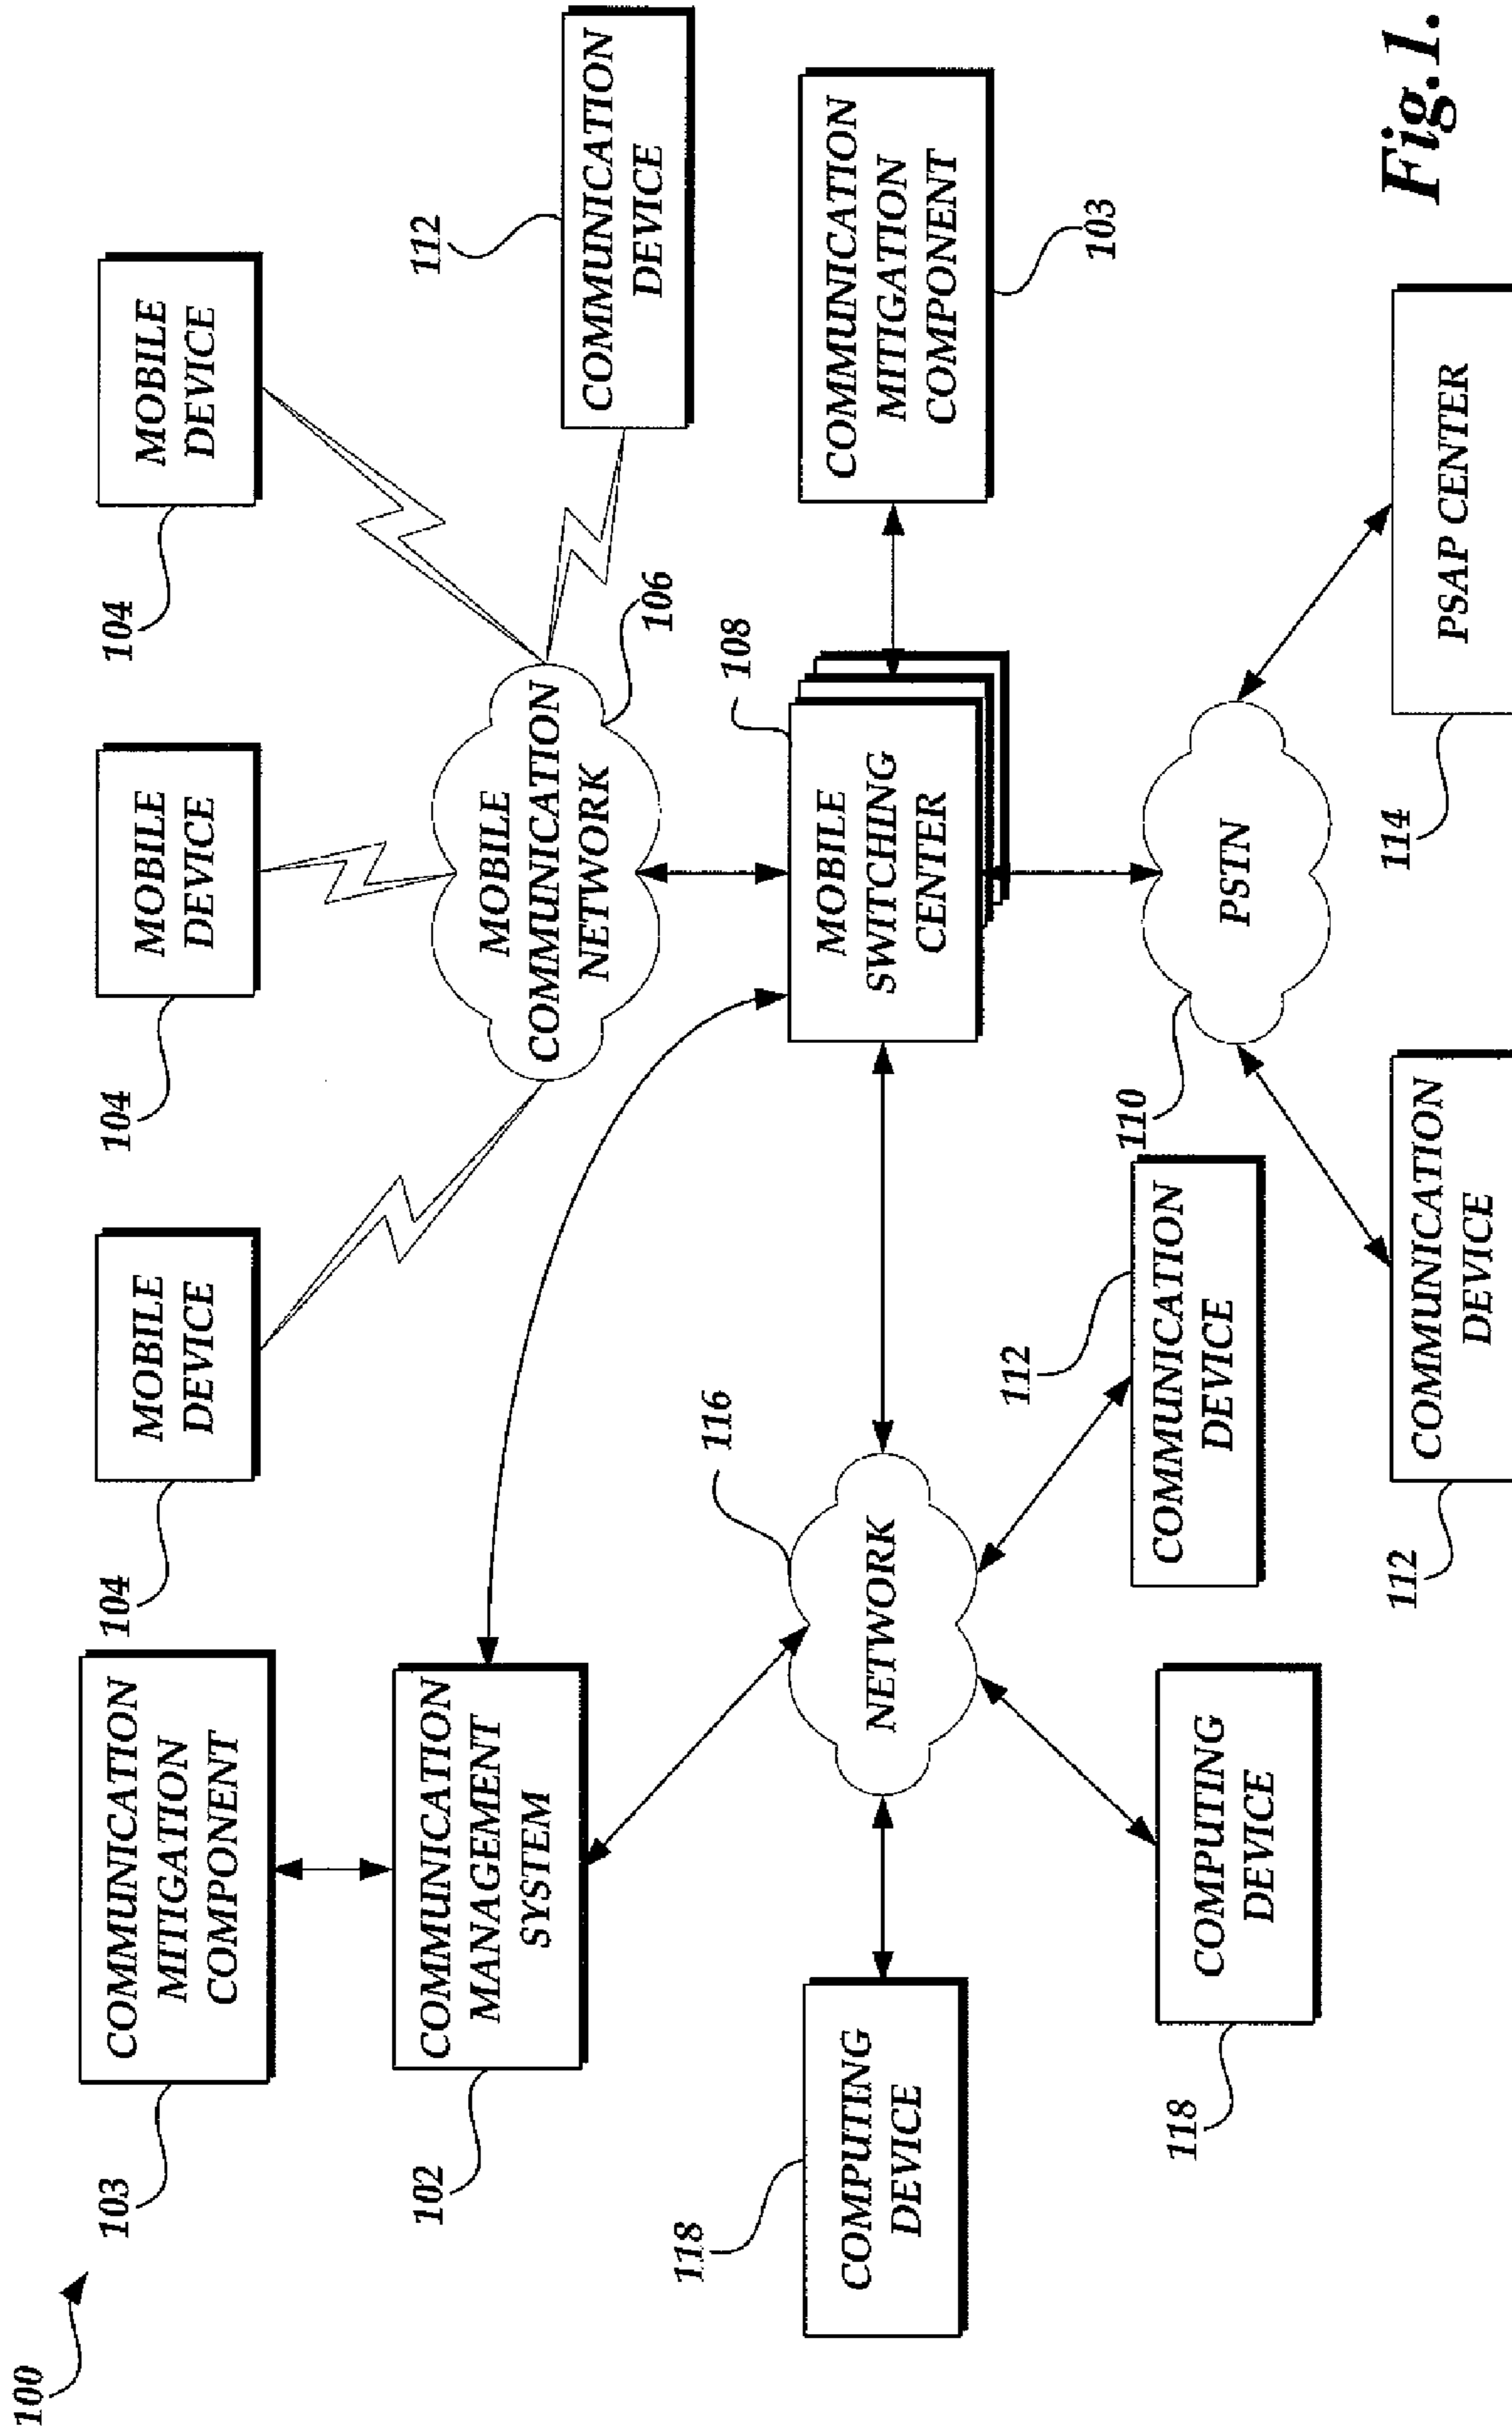 100
103
COMMUNICATION
MITIGATION
COMPONENT
104
MOBILE
DEVICE
104
MOBILE
DEVICE
104
MOBILE
DEVICE
102
COMMUNICATION
MANAGEMENT
SYSTEM
MOBILE
COMMUNICATION
NETWORK
106
112
COMMUNICATION
DEVICE
118
COMPUTING
DEVICE
116
NETWORK
108
MOBILE
SWITCHING
CENTER
COMMUNICATION
MITIGATION
COMPONENT
103
118
COMPUTING
DEVICE
112
COMMUNICATION
DEVICE
110
PSTN
112
COMMUNICATION
DEVICE
114
PSAP CENTER
Fig.1.